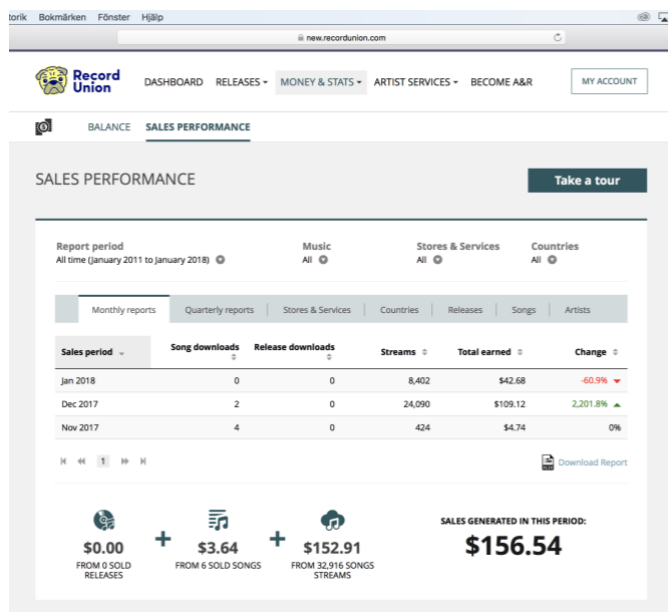 torik Bokmärken Fönster Hjälp
new.recordunion.com
Record Union
DASHBOARD RELEASES MONEY & STATS ARTIST SERVICES BECOME A&R MY ACCOUNT
BALANCE SALES PERFORMANCE
SALES PERFORMANCE
Take a tour
Report period Music Stores & Services Countries
All time (January 2011 to January 2018) All All All
Monthly reports Quarterly reports Stores & Services Countries Releases Songs Artists
Sales period Song downloads Release downloads Streams Total earned Change
Jan 2018 0 0 8,402 $42.68 -60.9%
Dec 2017 2 0 24,090 $109.12 2,201.8%
Nov 2017 4 0 424 $4.74 0%
1
Download Report
SALES GENERATED IN THIS PERIOD:
$0.00 + $3.64 + $152.91 $156.54
FROM 0 SOLD RELEASES FROM 6 SOLD SONGS FROM 32,916 SONGS STREAMS